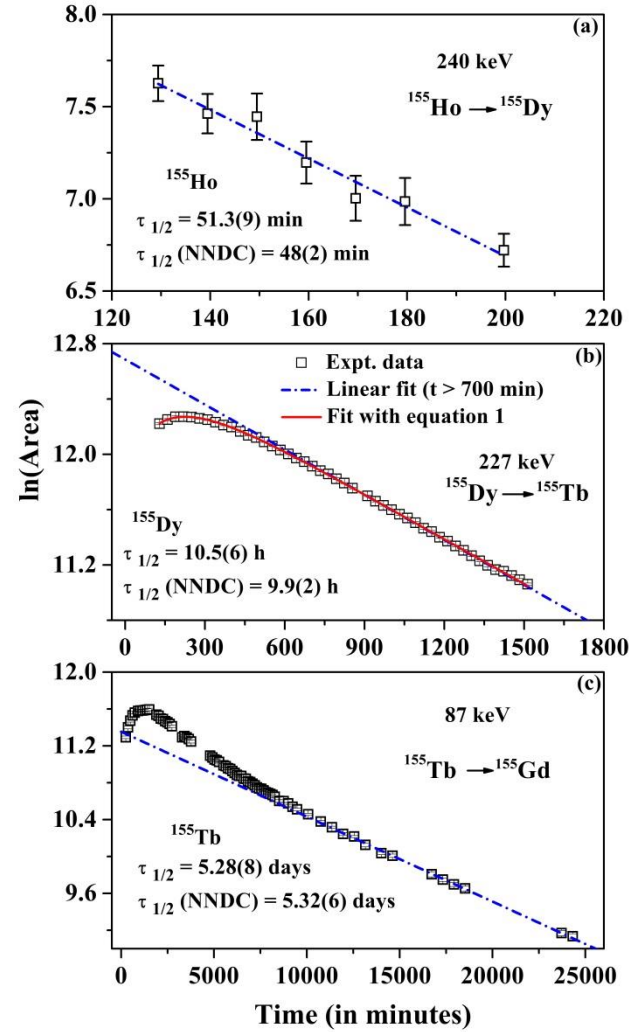 8.0
7.5
7.0
6.5
(a)
240 keV
¹⁵⁵Ho → ¹⁵⁵Dy
¹⁵⁵Ho
τ 1/2 = 51.3(9) min
τ 1/2 (NNDC) = 48(2) min
120 140 160 180 200 220
ln(Area)
12.8
12.0
11.2
(b)
Expt. data
Linear fit (t > 700 min)
Fit with equation 1
227 keV
¹⁵⁵Dy → ¹⁵⁵Tb
¹⁵⁵Dy
τ 1/2 = 10.5(6) h
τ 1/2 (NNDC) = 9.9(2) h
0 300 600 900 1200 1500 1800
12.0
11.2
10.4
9.6
(c)
87 keV
¹⁵⁵Tb → ¹⁵⁵Gd
¹⁵⁵Tb
τ 1/2 = 5.28(8) days
τ 1/2 (NNDC) = 5.32(6) days
0 5000 10000 15000 20000 25000
Time (in minutes)